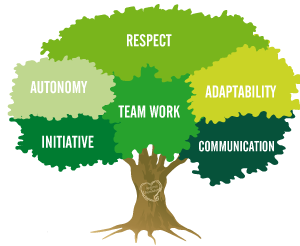 RESPECT
AUTONOMY
ADAPTABILITY
TEAM WORK
INITIATIVE
COMMUNICATION